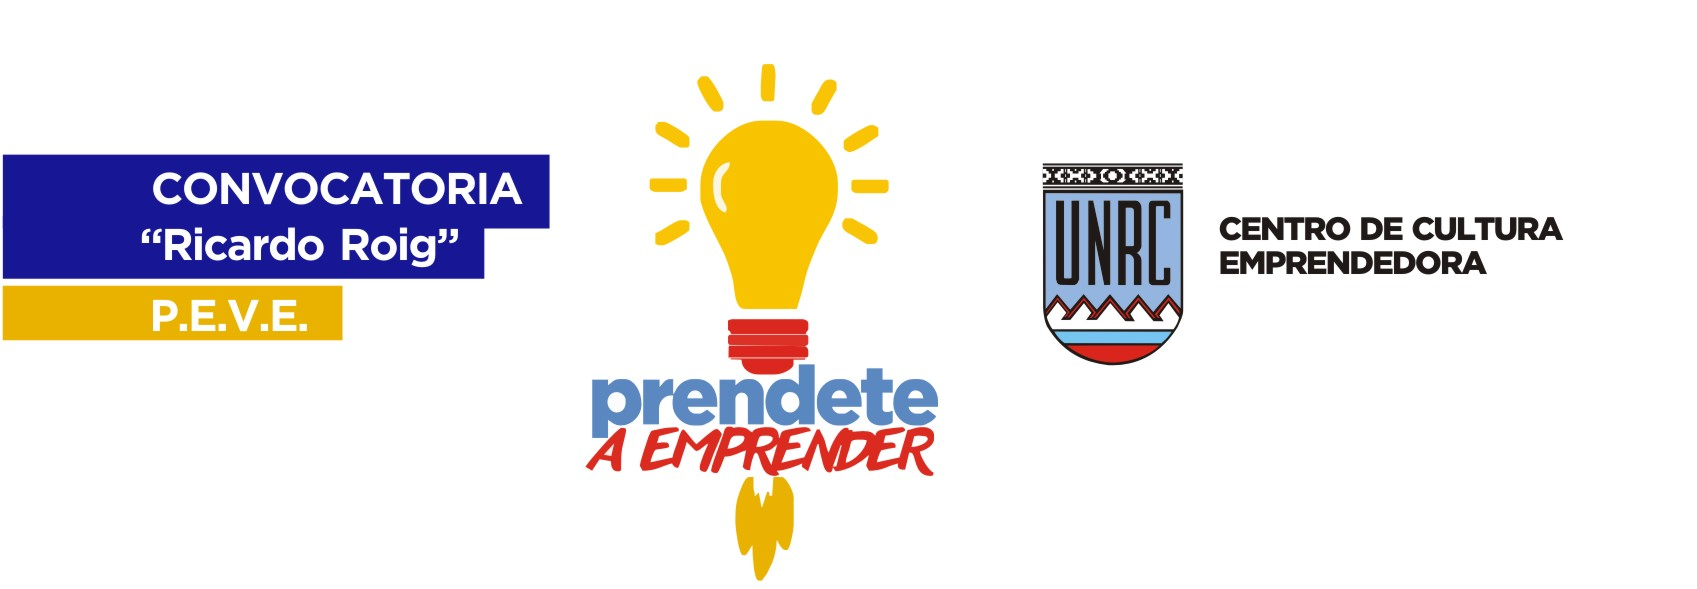 CONVOCATORIA
“Ricardo Roig”
P.E.V.E.
prendete
A EMPRENDER
UNRC
CENTRO DE CULTURA
EMPRENDEDORA